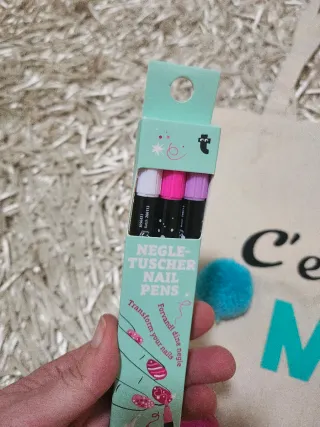 t
NEGLE-
TUSCHER
NAIL
PENS
Forvandl dine negle
Transform your nails
C'e
M